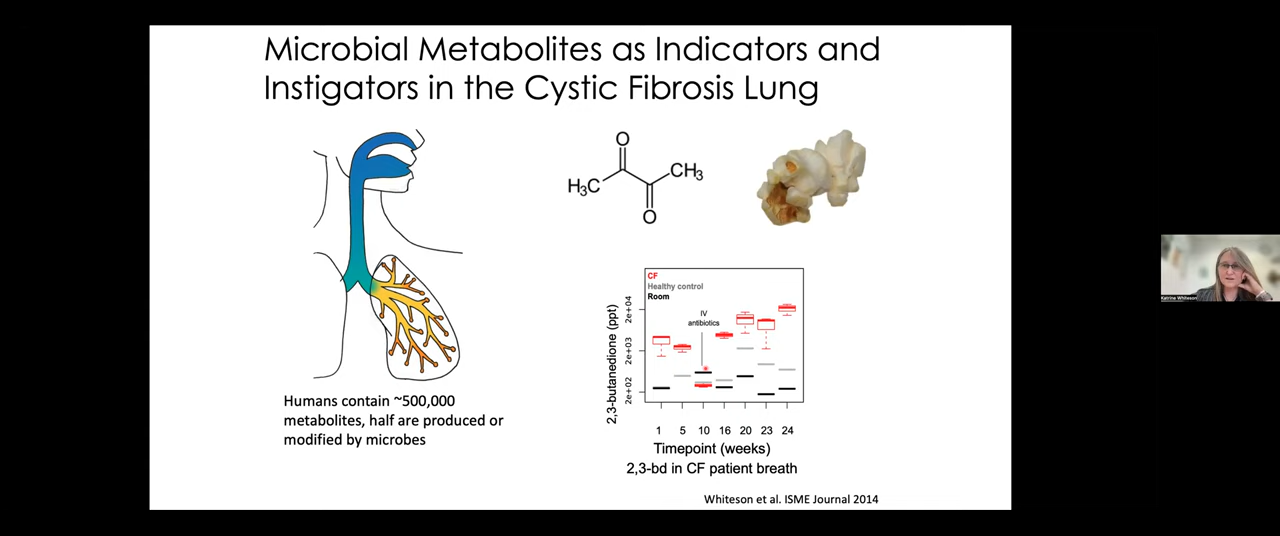 Microbial Metabolites as Indicators and
Instigators in the Cystic Fibrosis Lung
O
H₃C
CH₃
O
Humans contain ~500,000
metabolites, half are produced or
modified by microbes
CF
Healthy control
Room
IV
antibiotics
2,3-butanedione (ppt)
2e+04
2e+03
2e+02
1 5 10 16 20 23 24
Timepoint (weeks)
2,3-bd in CF patient breath
Whiteson et al. ISME Journal 2014
Katrine Whiteson